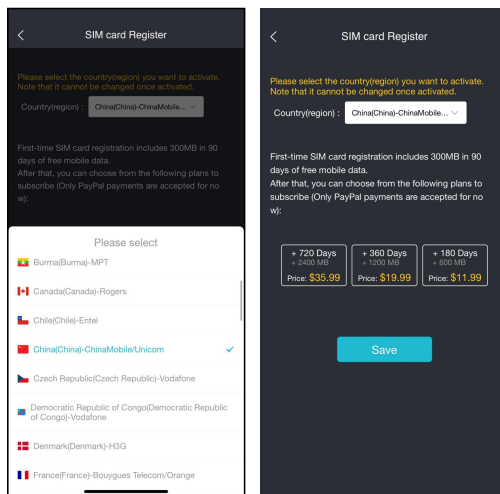 SIM card Register
Please select the country(region) you want to activate.
Note that it cannot be changed once activated.
Country(region) :
China(China)-ChinaMobile...
First-time SIM card registration includes 300MB in 90
days of free mobile data.
After that, you can choose from the following plans to
subscribe (Only PayPal payments are accepted for no
w):
Please select
Burma(Burma)-MPT
Canada(Canada)-Rogers
Chile(Chile)-Entel
China(China)-ChinaMobile/Unicom
Czech Republic(Czech Republic)-Vodafone
Democratic Republic of Congo(Democratic Republic
of Congo)-Vodafone
Denmark(Denmark)-H3G
France(France)-Bouygues Telecom/Orange
SIM card Register
Please select the country(region) you want to activate.
Note that it cannot be changed once activated.
Country(region) :
China(China)-ChinaMobile...
First-time SIM card registration includes 300MB in 90
days of free mobile data.
After that, you can choose from the following plans to
subscribe (Only PayPal payments are accepted for no
w):
+ 720 Days
+ 2400 MB
Price: $35.99
+ 360 Days
+ 1200 MB
Price: $19.99
+ 180 Days
+ 600 MB
Price: $11.99
Save